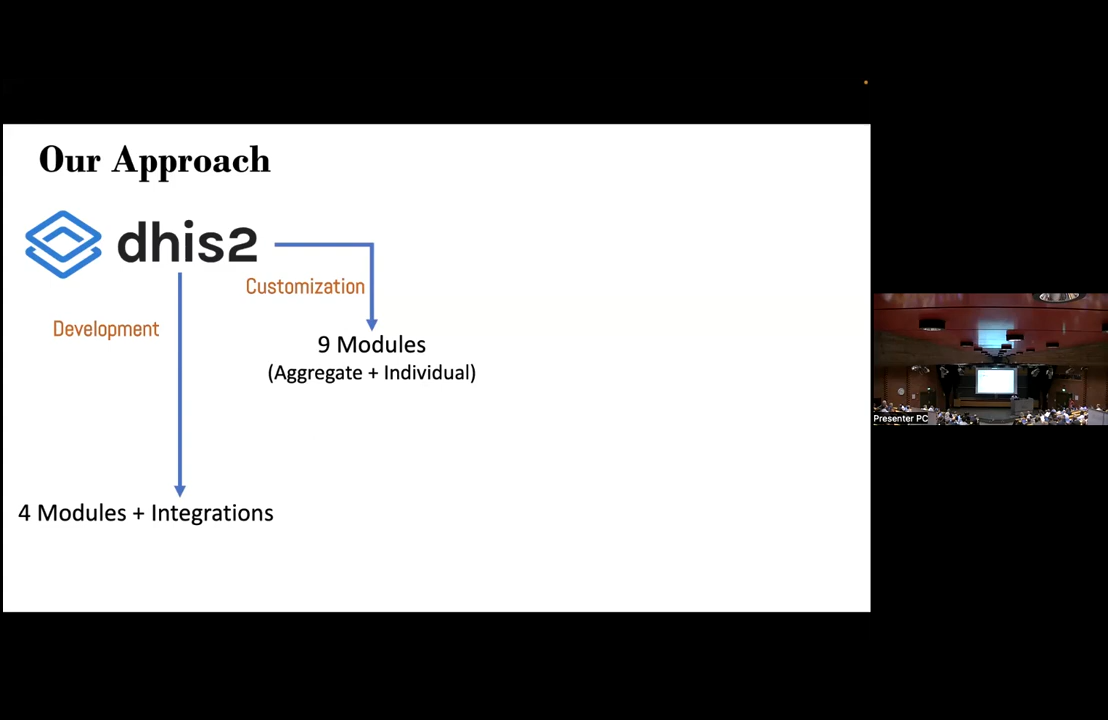 Our Approach
dhis2
Customization
Development
9 Modules
(Aggregate + Individual)
4 Modules + Integrations
Presenter PC